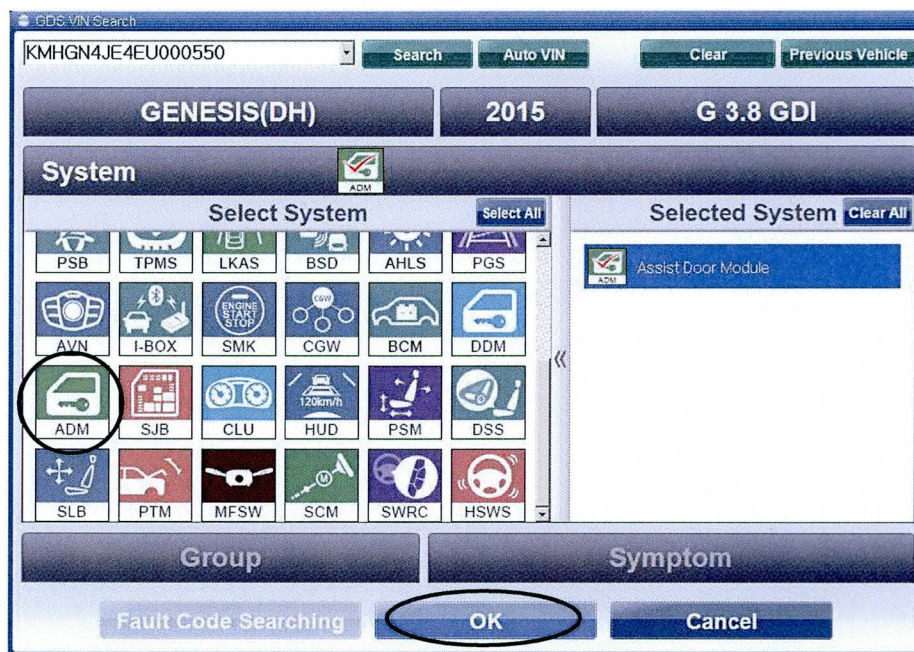 GDS VIN Search
KMHGN4JE4EU000550 Search Auto VIN Clear Previous Vehicle
GENESIS(DH) 2015 G 3.8 GDI
System ADM
Select System Select All Selected System Clear All
PSB TPMS LKAS BSD AHLS PGS
ADM Assist Door Module
ENGINE START STOP CGW
AVN I-BOX SMK CGW BCM DDM
120km/h
ADM SJB CLU HUD PSM DSS
M
SLB PTM MFSW SCM SWRC HSWS
Group Symptom
Fault Code Searching OK Cancel